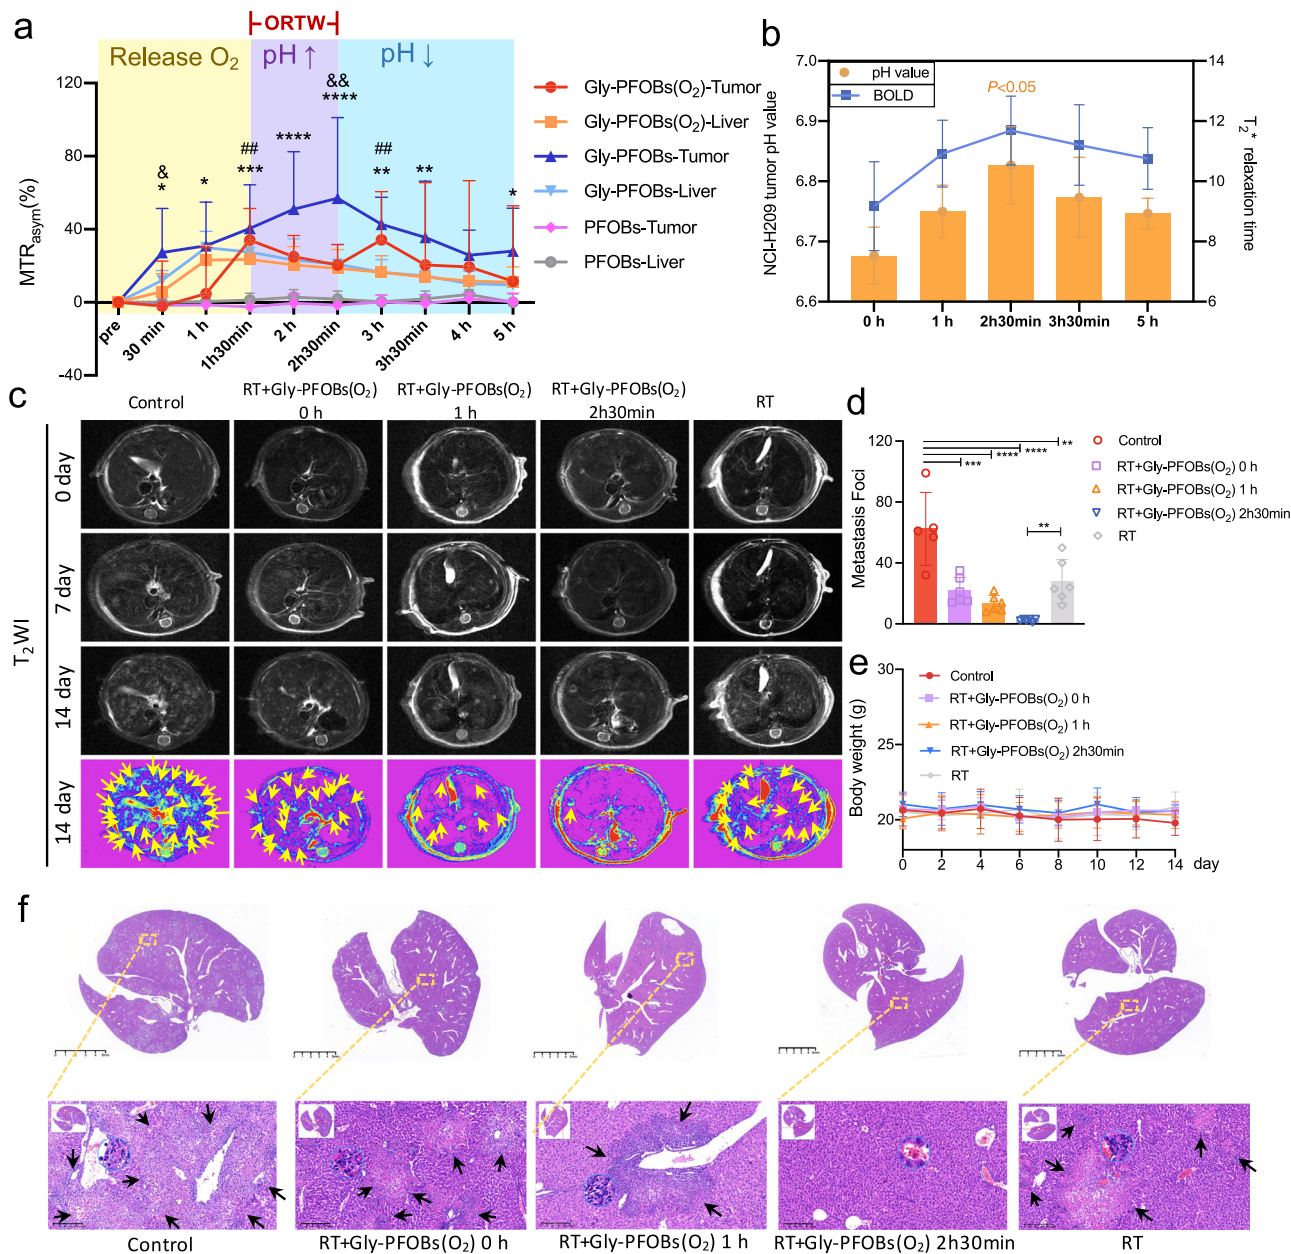 a
ORTW
Release O2
pH ↑
pH ↓
MTRasym(%)
120
80
40
0
-40
&
*
*
##
***
****
&&
****
##
**
**
*
pre
30 min
1 h
1h30min
2 h
2h30min
3 h
3h30min
4 h
5 h
Gly-PFOBs(O2)-Tumor
Gly-PFOBs(O2)-Liver
Gly-PFOBs-Tumor
Gly-PFOBs-Liver
PFOBs-Tumor
PFOBs-Liver
b
NCI-H209 tumor pH value
7.0
6.9
6.8
6.7
6.6
pH value
BOLD
P<0.05
14
12
10
8
6
T2* relaxation time
0 h
1 h
2h30min
3h30min
5 h
c
Control
RT+Gly-PFOBs(O2)
0 h
RT+Gly-PFOBs(O2)
1 h
RT+Gly-PFOBs(O2)
2h30min
RT
T2WI
0 day
7 day
14 day
14 day
d
Metastasis Foci
120
80
40
0
***
****
****
**
**
Control
RT+Gly-PFOBs(O2) 0 h
RT+Gly-PFOBs(O2) 1 h
RT+Gly-PFOBs(O2) 2h30min
RT
e
Body weight (g)
30
25
20
Control
RT+Gly-PFOBs(O2) 0 h
RT+Gly-PFOBs(O2) 1 h
RT+Gly-PFOBs(O2) 2h30min
RT
0 2 4 6 8 10 12 14 day
f
Control
RT+Gly-PFOBs(O2) 0 h
RT+Gly-PFOBs(O2) 1 h
RT+Gly-PFOBs(O2) 2h30min
RT